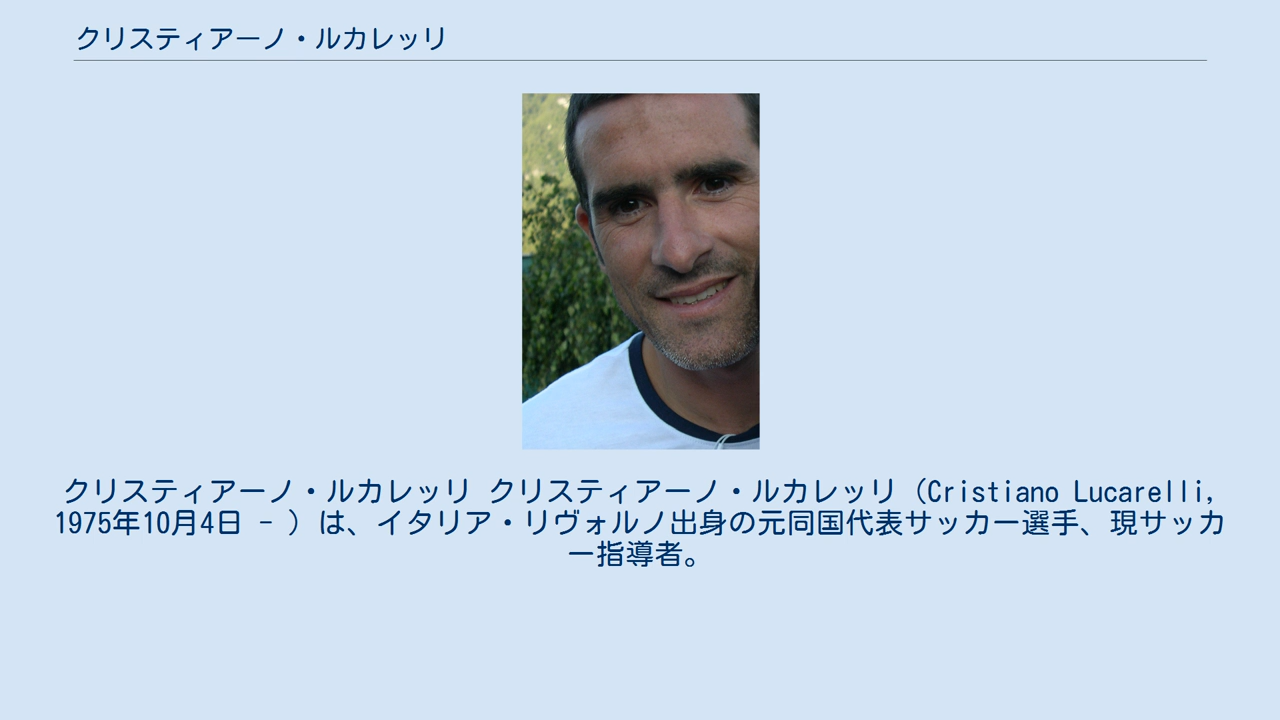 クリスティアーノ・ルカレッリ
クリスティアーノ・ルカレッリ クリスティアーノ・ルカレッリ（Cristiano Lucarelli,
1975年10月4日 - ）は、イタリア・リヴォルノ出身の元同国代表サッカー選手、現サッカ
ー指導者。